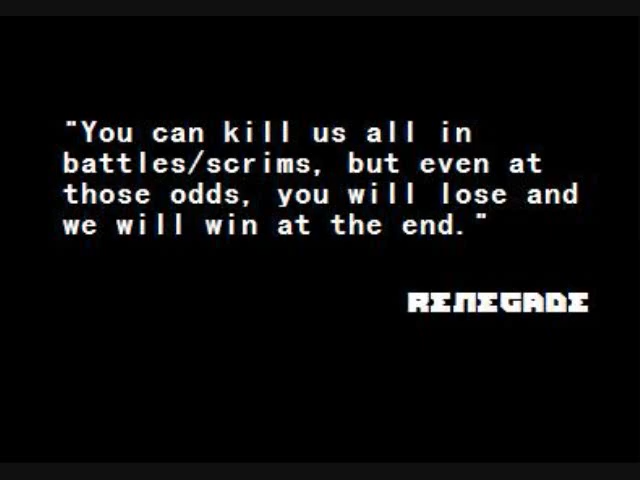 "You can kill us all in
battles/scrims, but even at
those odds, you will lose and
we will win at the end."
RENEGADE